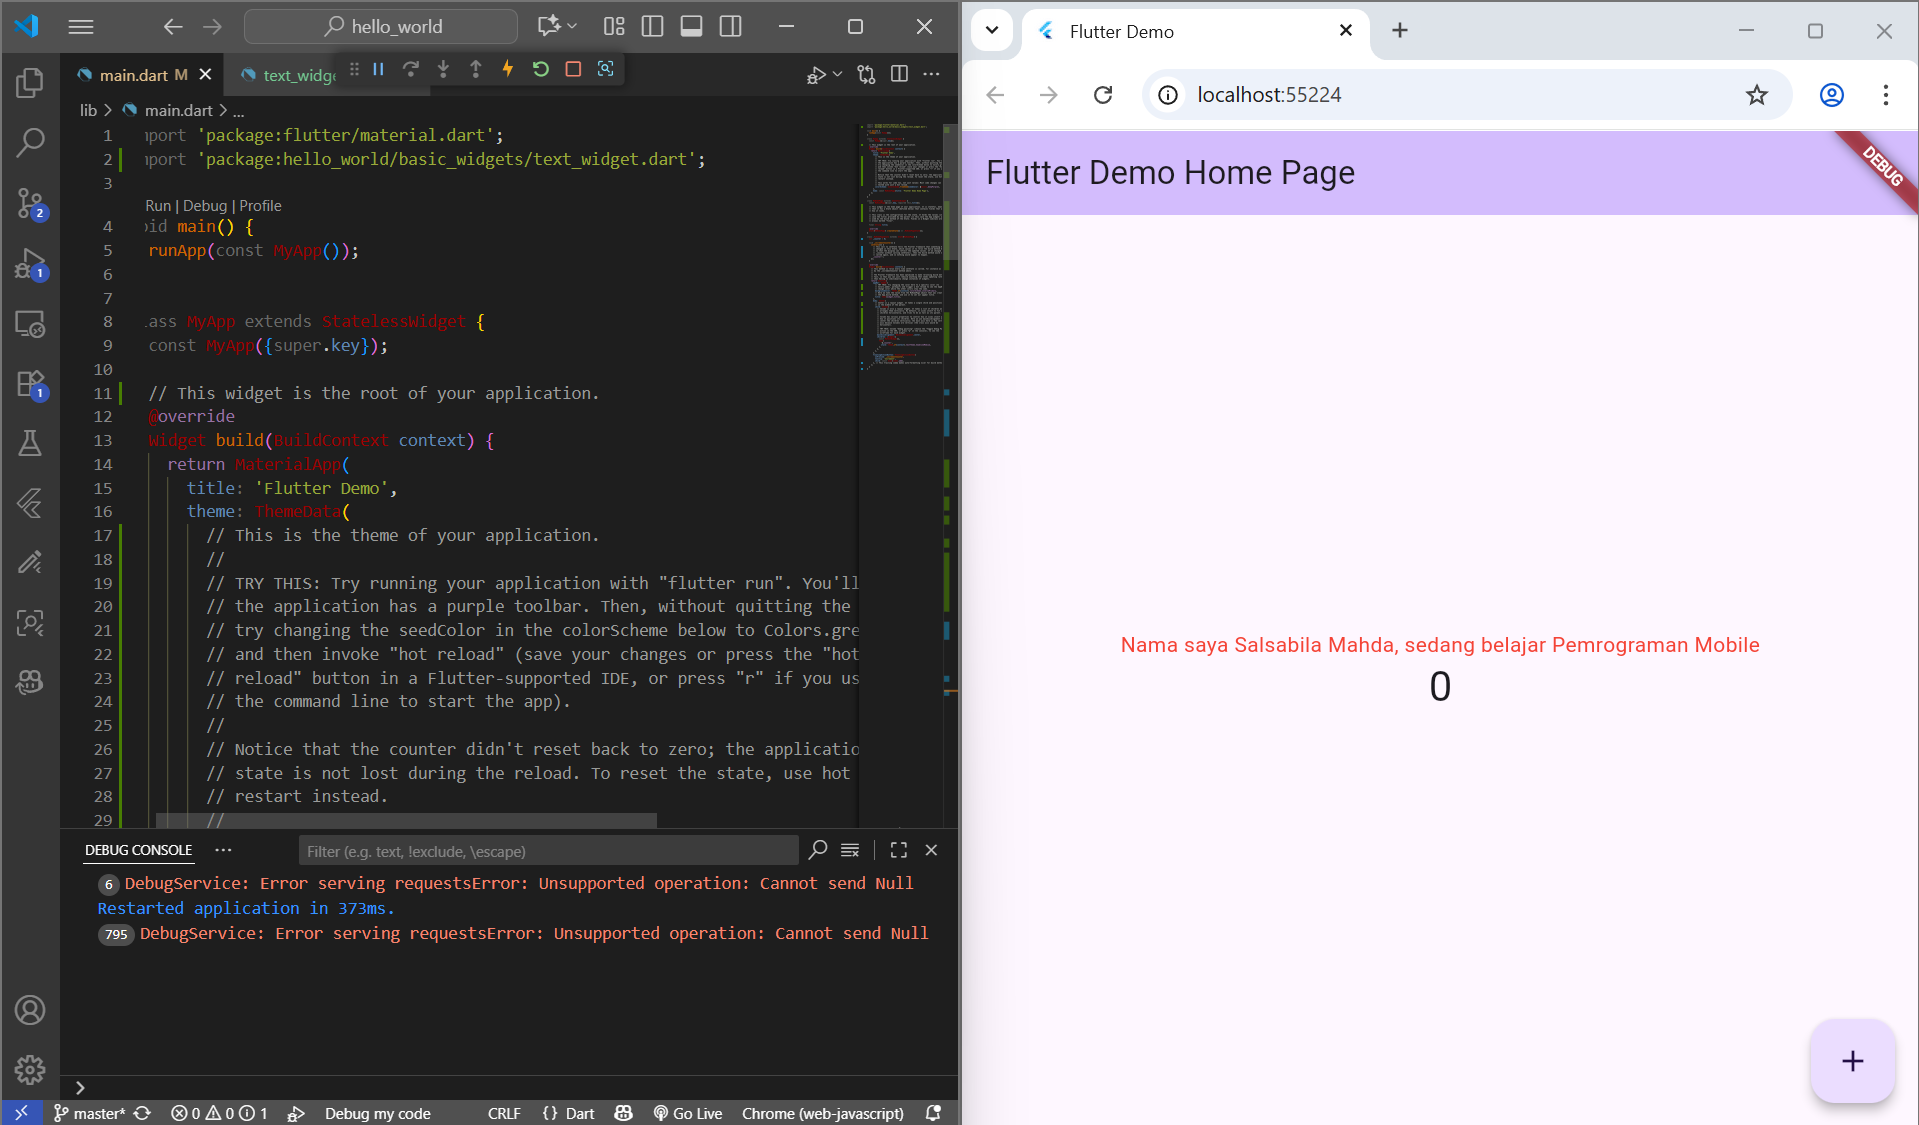 hello_world
main.dart M
text_widge
lib > main.dart > ...
1 mport 'package:flutter/material.dart';
2 mport 'package:hello_world/basic_widgets/text_widget.dart';
3
Run | Debug | Profile
4 oid main() {
5 runApp(const MyApp());
6
7
8 ass MyApp extends StatelessWidget {
9 const MyApp({super.key});
10
11 // This widget is the root of your application.
12 @override
13 Widget build(BuildContext context) {
14 return MaterialApp(
15 title: 'Flutter Demo',
16 theme: ThemeData(
17 // This is the theme of your application.
18 //
19 // TRY THIS: Try running your application with "flutter run". You'll
20 // the application has a purple toolbar. Then, without quitting the
21 // try changing the seedColor in the colorScheme below to Colors.gre
22 // and then invoke "hot reload" (save your changes or press the "hot
23 // reload" button in a Flutter-supported IDE, or press "r" if you us
24 // the command line to start the app).
25 //
26 // Notice that the counter didn't reset back to zero; the applicatio
27 // state is not lost during the reload. To reset the state, use hot
28 // restart instead.
29 //
2
1
1
DEBUG CONSOLE
Filter (e.g. text, !exclude, \escape)
6 DebugService: Error serving requestsError: Unsupported operation: Cannot send Null
Restarted application in 373ms.
795 DebugService: Error serving requestsError: Unsupported operation: Cannot send Null
master* 0 0 1 Debug my code CRLF {} Dart Go Live Chrome (web-javascript)
Flutter Demo
localhost:55224
Flutter Demo Home Page
DEBUG
Nama saya Salsabila Mahda, sedang belajar Pemrograman Mobile
0